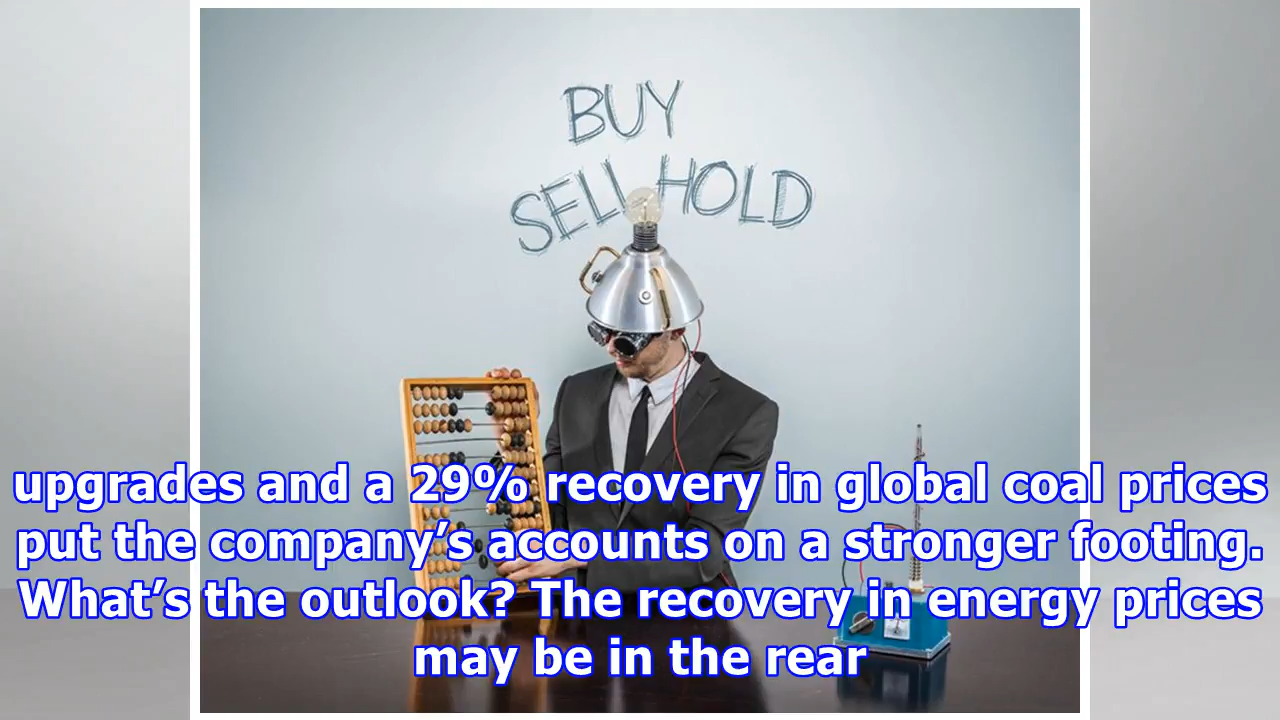 BUY
SELL HOLD
upgrades and a 29% recovery in global coal prices
put the company’s accounts on a stronger footing.
What’s the outlook? The recovery in energy prices
may be in the rear